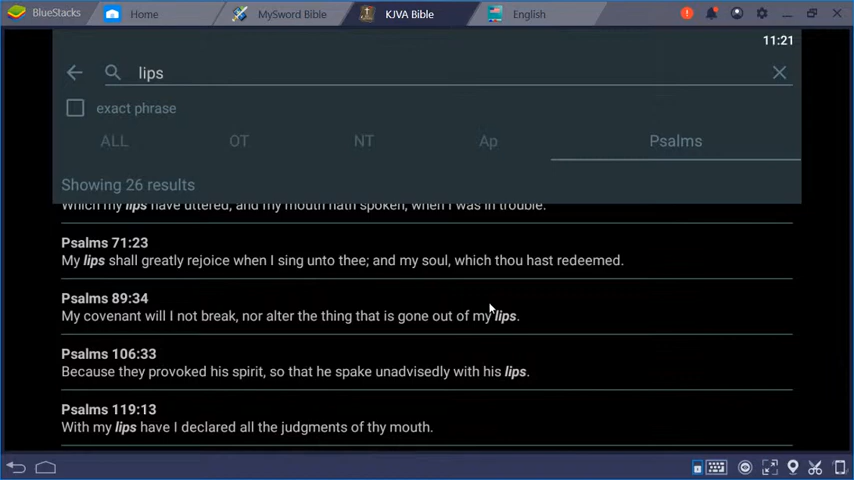 BlueStacks
Home
MySword Bible
KJVA Bible
English
11:21
lips
exact phrase
ALL
OT
NT
Ap
Psalms
Showing 26 results
Which my lips have uttered, and my mouth hath spoken, when I was in trouble.
Psalms 71:23
My lips shall greatly rejoice when I sing unto thee; and my soul, which thou hast redeemed.
Psalms 89:34
My covenant will I not break, nor alter the thing that is gone out of my lips.
Psalms 106:33
Because they provoked his spirit, so that he spake unadvisedly with his lips.
Psalms 119:13
With my lips have I declared all the judgments of thy mouth.